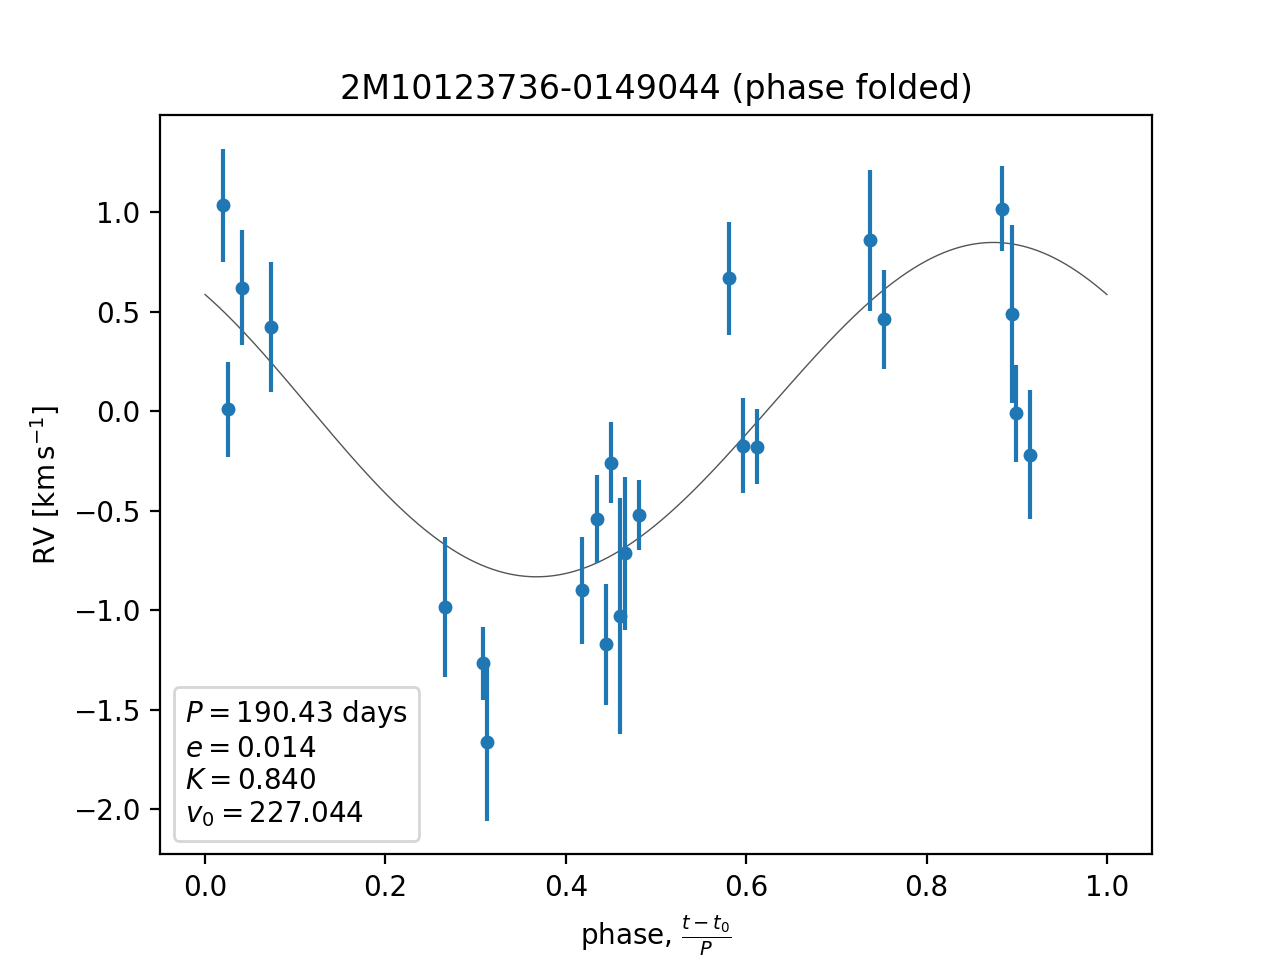 2M10123736-0149044 (phase folded)
RV [km s⁻¹]
1.0
0.5
0.0
−0.5
−1.0
−1.5
−2.0
P = 190.43 days
e = 0.014
K = 0.840
v₀ = 227.044
0.0 0.2 0.4 0.6 0.8 1.0
phase, (t − t₀)/P